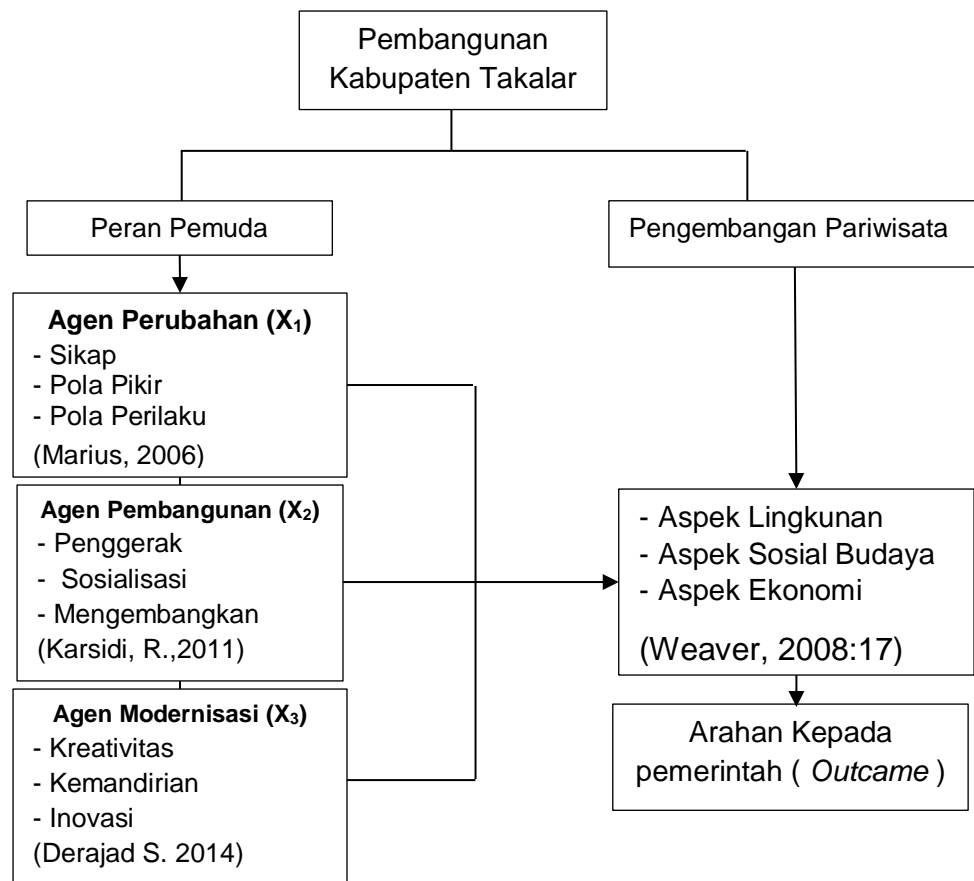 Pembangunan
Kabupaten Takalar
Peran Pemuda
Pengembangan Pariwisata
Agen Perubahan (X₁)
- Sikap
- Pola Pikir
- Pola Perilaku
(Marius, 2006)
Agen Pembangunan (X₂)
- Penggerak
- Sosialisasi
- Mengembangkan
(Karsidi, R.,2011)
Agen Modernisasi (X₃)
- Kreativitas
- Kemandirian
- Inovasi
(Derajad S. 2014)
- Aspek Lingkunan
- Aspek Sosial Budaya
- Aspek Ekonomi
(Weaver, 2008:17)
Arahan Kepada
pemerintah ( Outcame )